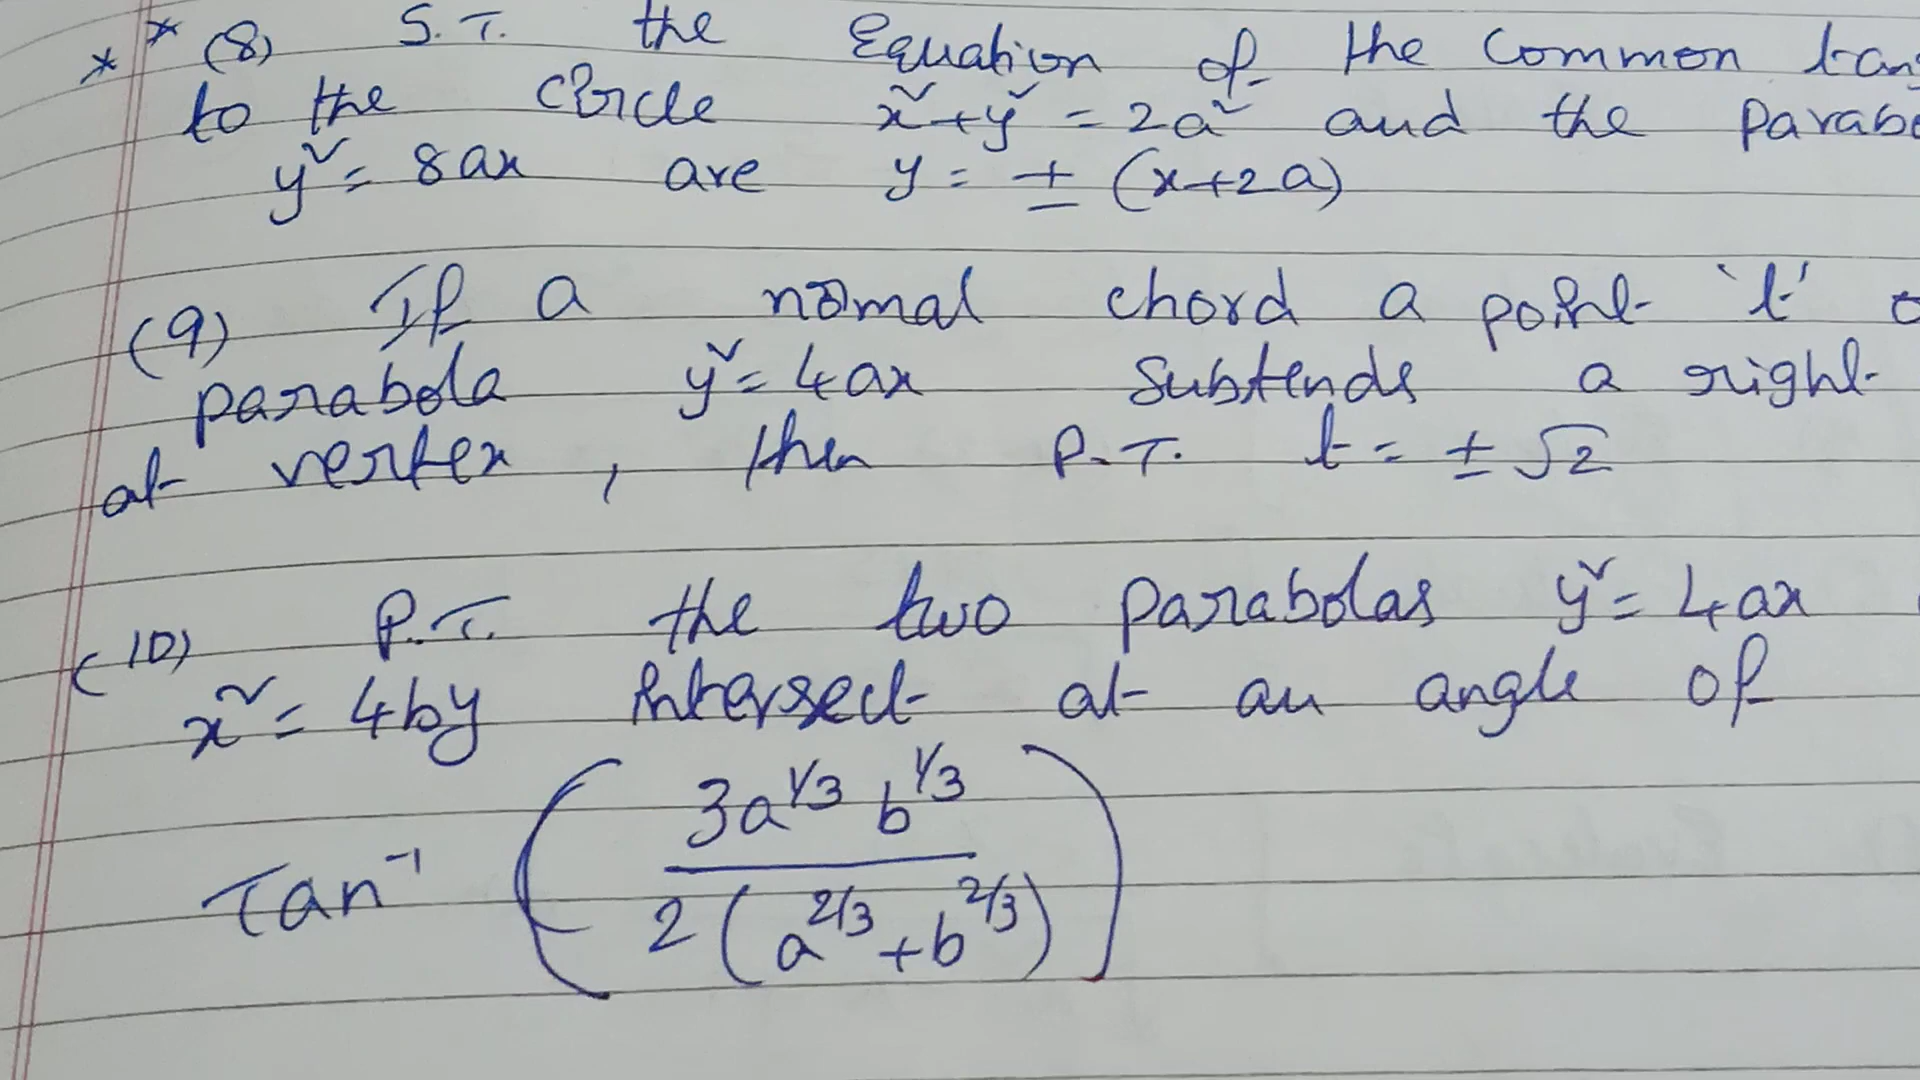 * * (8) S.T. the Equation of the common tan
to the circle x² + y² = 2a² and the parab
y² = 8ax are y = ± (x+2a)
(9) If a normal chord a point 't'
parabola y² = 4ax subtends a right
at vertex, then P.T. t = ± √2
(10) P.T. the two parabolas y² = 4ax
x² = 4by intersect at an angle of
Tan⁻¹ ( 3a^1/3 b^1/3 / 2 (a^2/3 + b^2/3) )